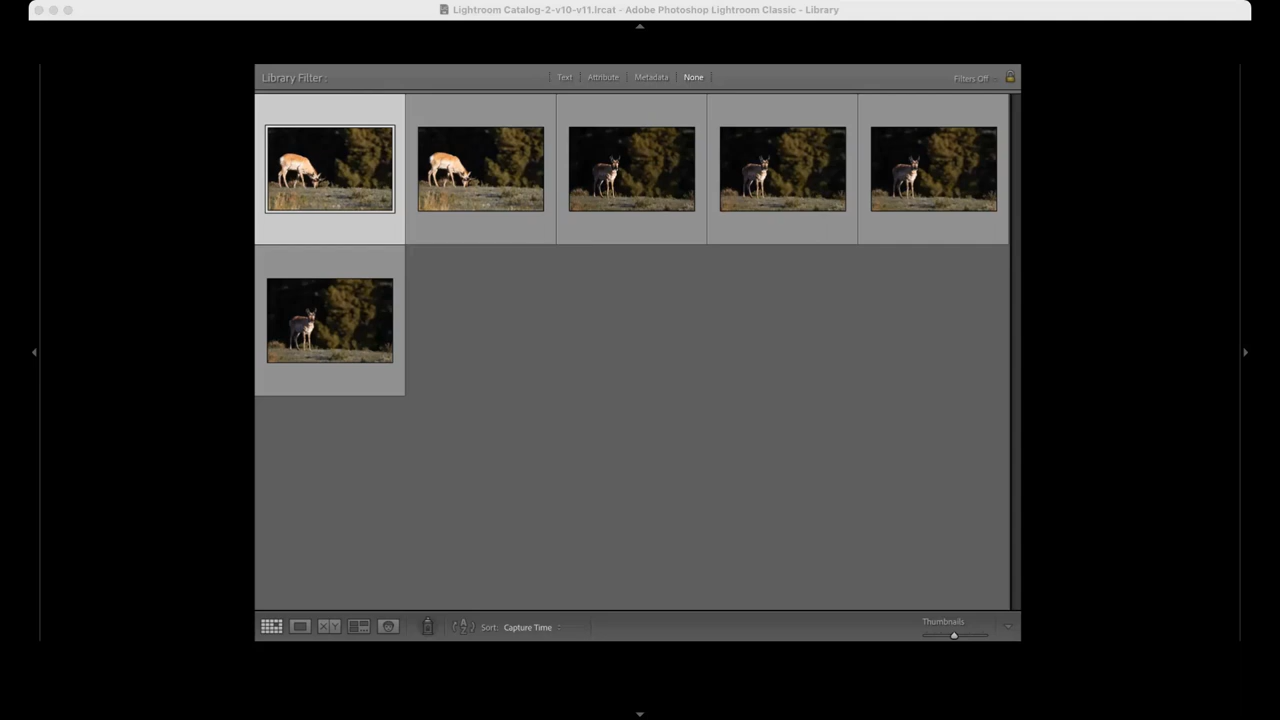 Lightroom Catalog-2-v10-v11.lrcat - Adobe Photoshop Lightroom Classic - Library
Library Filter : Text Attribute Metadata None Filters Off
X Y Sort: Capture Time Thumbnails